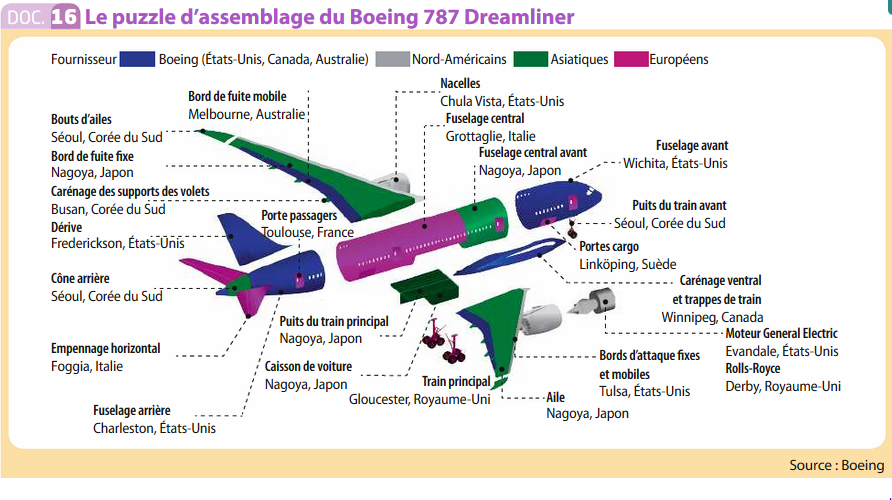 DOC. 16 Le puzzle d'assemblage du Boeing 787 Dreamliner
Fournisseur Boeing (États-Unis, Canada, Australie) Nord-Américains Asiatiques Européens
Nacelles
Chula Vista, États-Unis
Bord de fuite mobile
Melbourne, Australie
Fuselage central
Grottaglie, Italie
Bouts d'ailes
Séoul, Corée du Sud
Fuselage central avant
Nagoya, Japon
Fuselage avant
Wichita, États-Unis
Bord de fuite fixe
Nagoya, Japon
Carénage des supports des volets
Busan, Corée du Sud
Puits du train avant
Séoul, Corée du Sud
Porte passagers
Toulouse, France
Dérive
Frederickson, États-Unis
Portes cargo
Linköping, Suède
Cône arrière
Séoul, Corée du Sud
Carénage ventral
et trappes de train
Winnipeg, Canada
Puits du train principal
Nagoya, Japon
Moteur General Electric
Evandale, États-Unis
Rolls-Royce
Derby, Royaume-Uni
Empennage horizontal
Foggia, Italie
Caisson de voiture
Nagoya, Japon
Bords d'attaque fixes
et mobiles
Tulsa, États-Unis
Train principal
Gloucester, Royaume-Uni
Aile
Nagoya, Japon
Fuselage arrière
Charleston, États-Unis
Source : Boeing